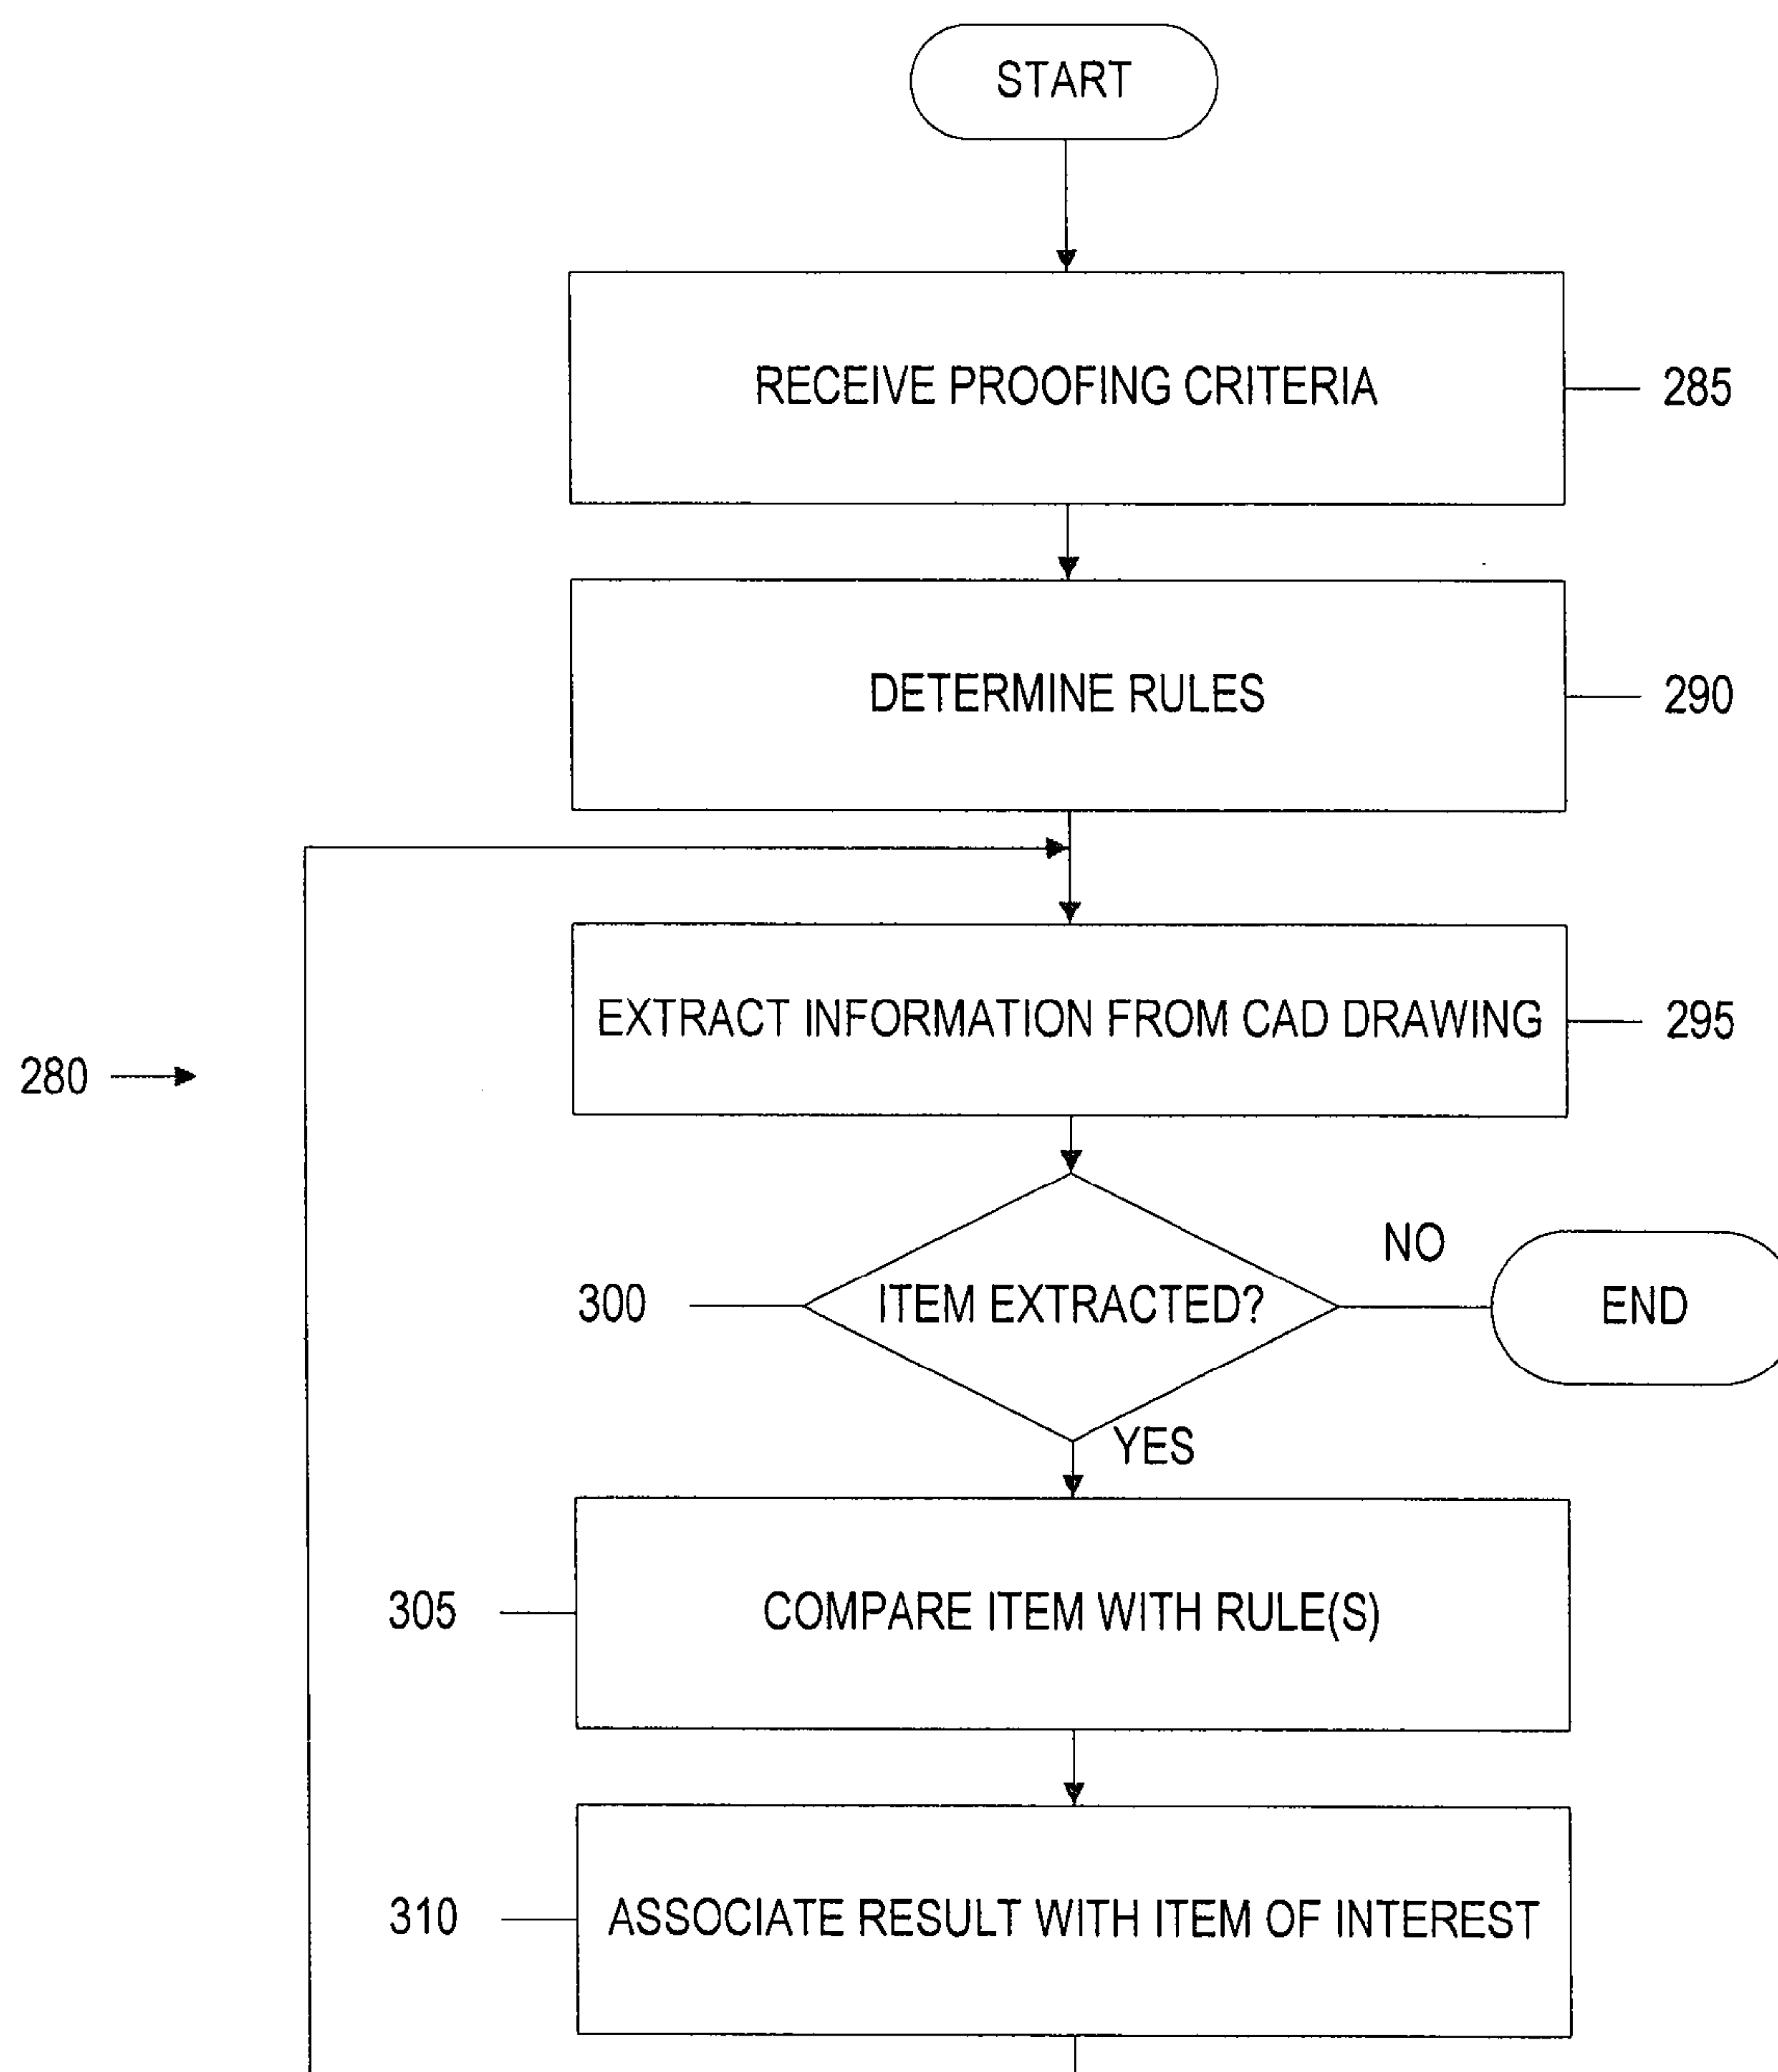 START
RECEIVE PROOFING CRITERIA
285
DETERMINE RULES
290
EXTRACT INFORMATION FROM CAD DRAWING
295
280
NO
300
ITEM EXTRACTED?
END
YES
305
COMPARE ITEM WITH RULE(S)
310
ASSOCIATE RESULT WITH ITEM OF INTEREST